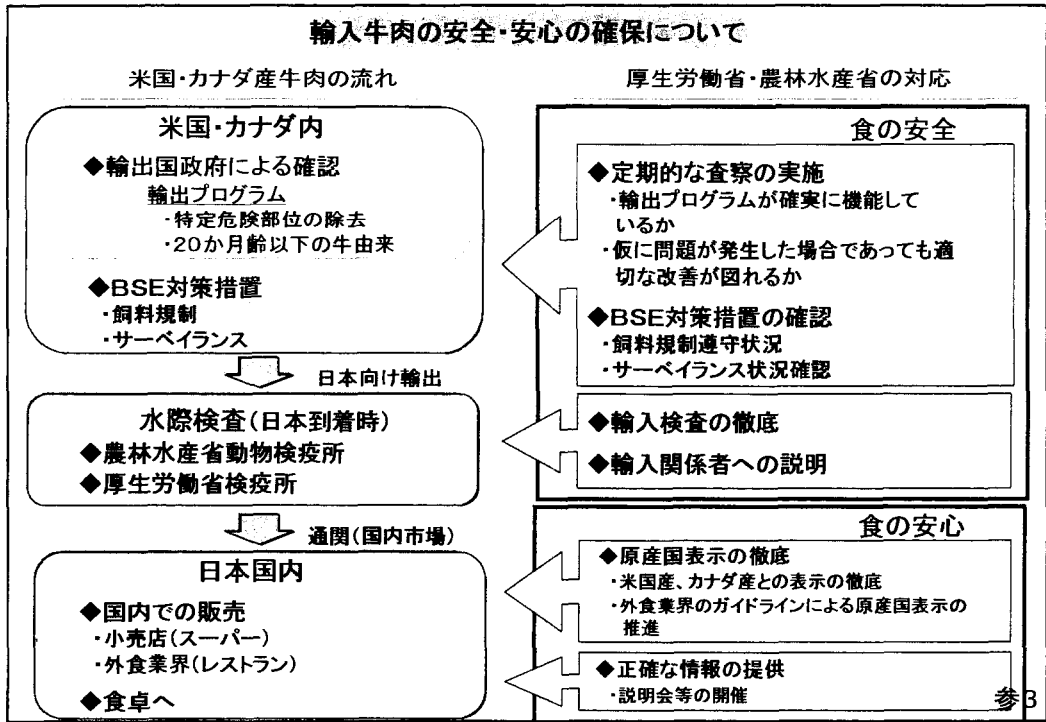 輸入牛肉の安全・安心の確保について
米国・カナダ産牛肉の流れ
米国・カナダ内
◆輸出国政府による確認
輸出プログラム
・特定危険部位の除去
・20か月齢以下の牛由来
◆BSE対策措置
・飼料規制
・サーベイランス
日本向け輸出
水際検査(日本到着時)
◆農林水産省動物検疫所
◆厚生労働省検疫所
通関(国内市場)
日本国内
◆国内での販売
・小売店(スーパー)
・外食業界(レストラン)
◆食卓へ
厚生労働省・農林水産省の対応
食の安全
◆定期的な査察の実施
・輸出プログラムが確実に機能して
いるか
・仮に問題が発生した場合であっても適
切な改善が図れるか
◆BSE対策措置の確認
・飼料規制遵守状況
・サーベイランス状況確認
◆輸入検査の徹底
◆輸入関係者への説明
食の安心
◆原産国表示の徹底
・米国産、カナダ産との表示の徹底
・外食業界のガイドラインによる原産国表示の
推進
◆正確な情報の提供
・説明会等の開催
参3